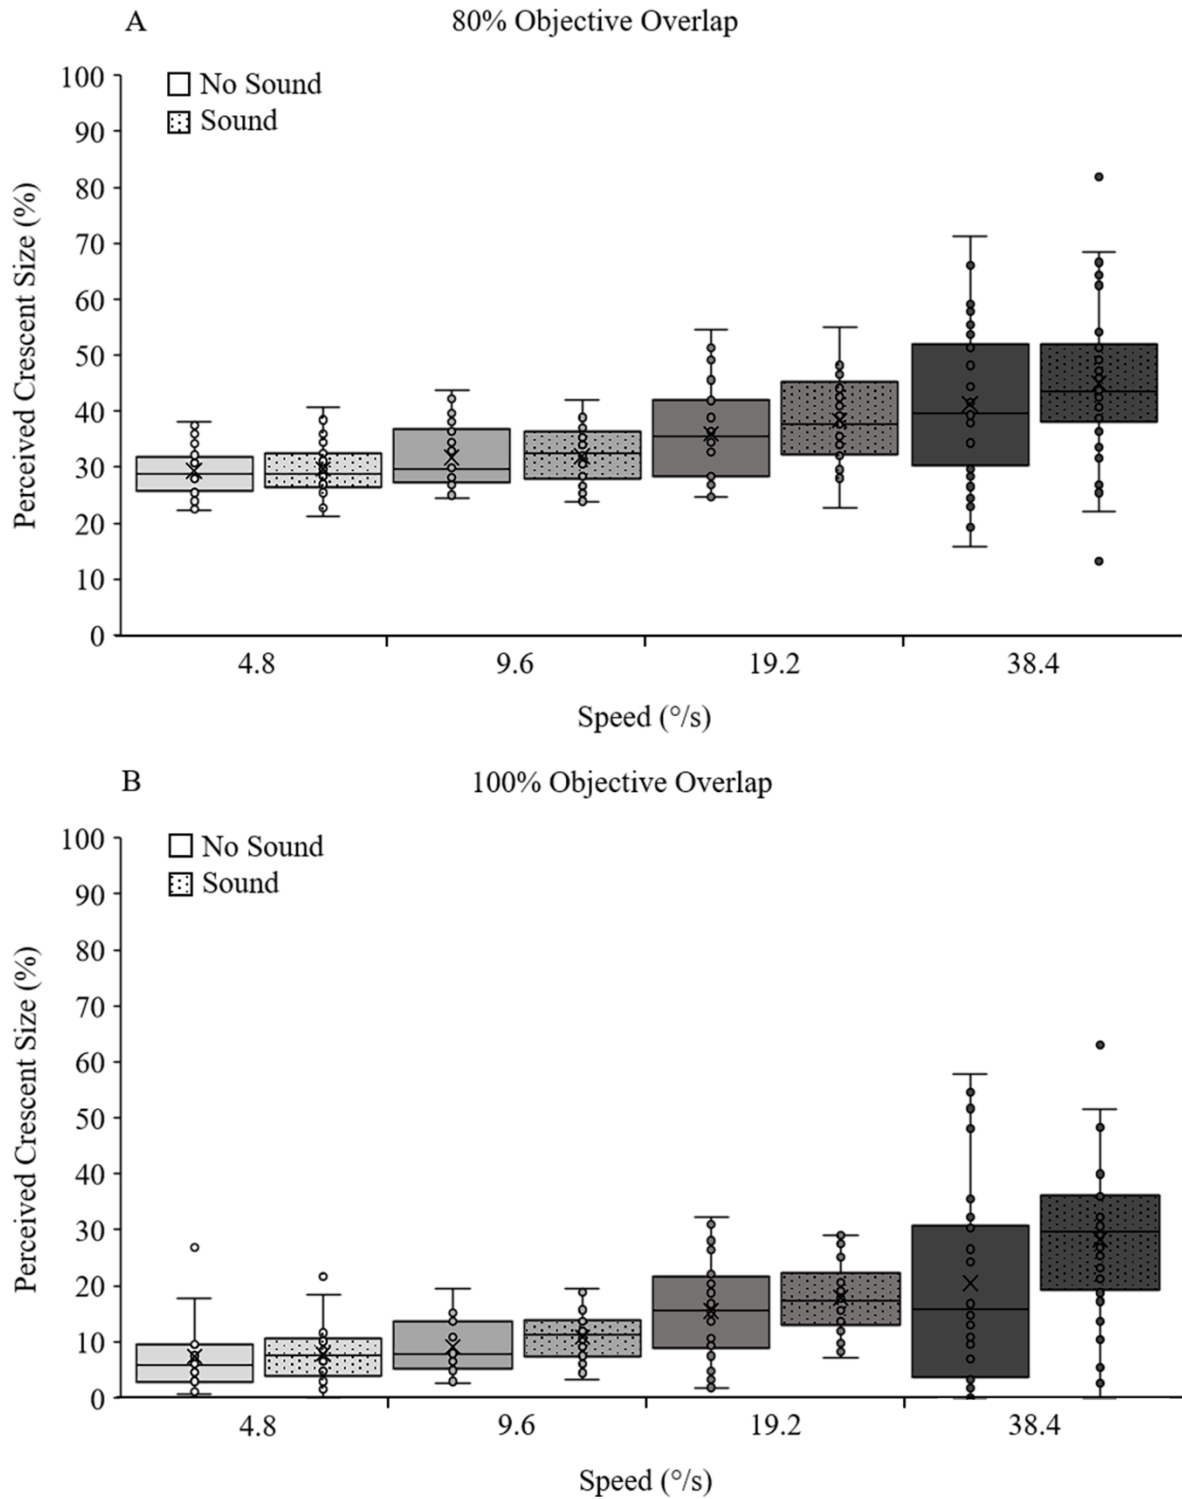 A
80% Objective Overlap
100
90
80
70
60
50
40
30
20
10
0
No Sound
Sound
Perceived Crescent Size (%)
4.8 9.6 19.2 38.4
Speed (°/s)
B
100% Objective Overlap
100
90
80
70
60
50
40
30
20
10
0
No Sound
Sound
Perceived Crescent Size (%)
4.8 9.6 19.2 38.4
Speed (°/s)